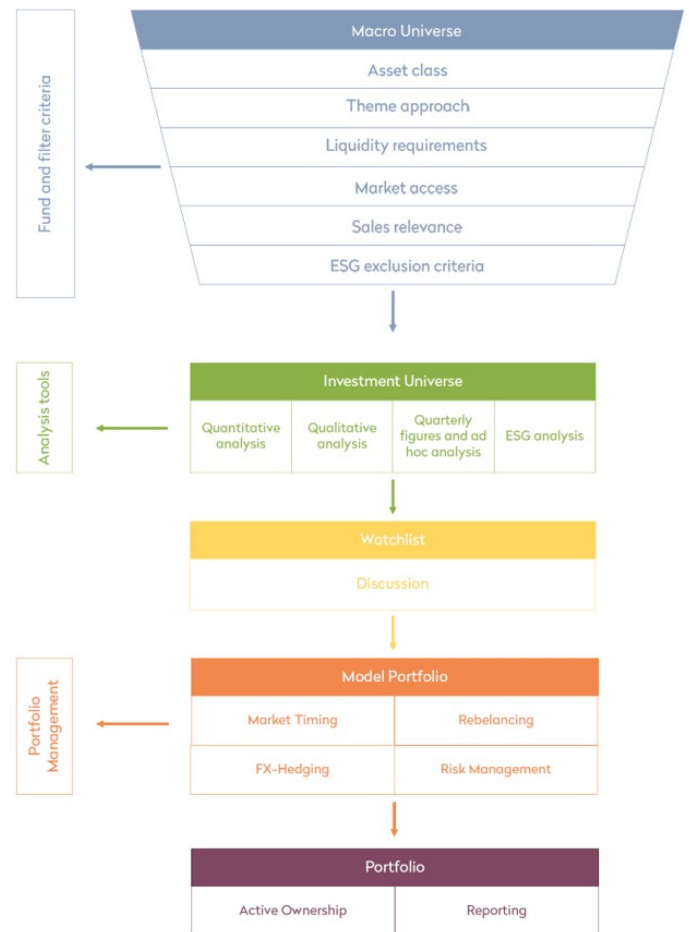 Fund and filter criteria
Macro Universe
Asset class
Theme approach
Liquidity requirements
Market access
Sales relevance
ESG exclusion criteria
Analysis tools
Investment Universe
Quantitative
analysis
Qualitative
analysis
Quarterly
figures and ad
hoc analysis
ESG analysis
Watchlist
Discussion
Portfolio
Management
Model Portfolio
Market Timing
Rebelancing
FX-Hedging
Risk Management
Portfolio
Active Ownership
Reporting